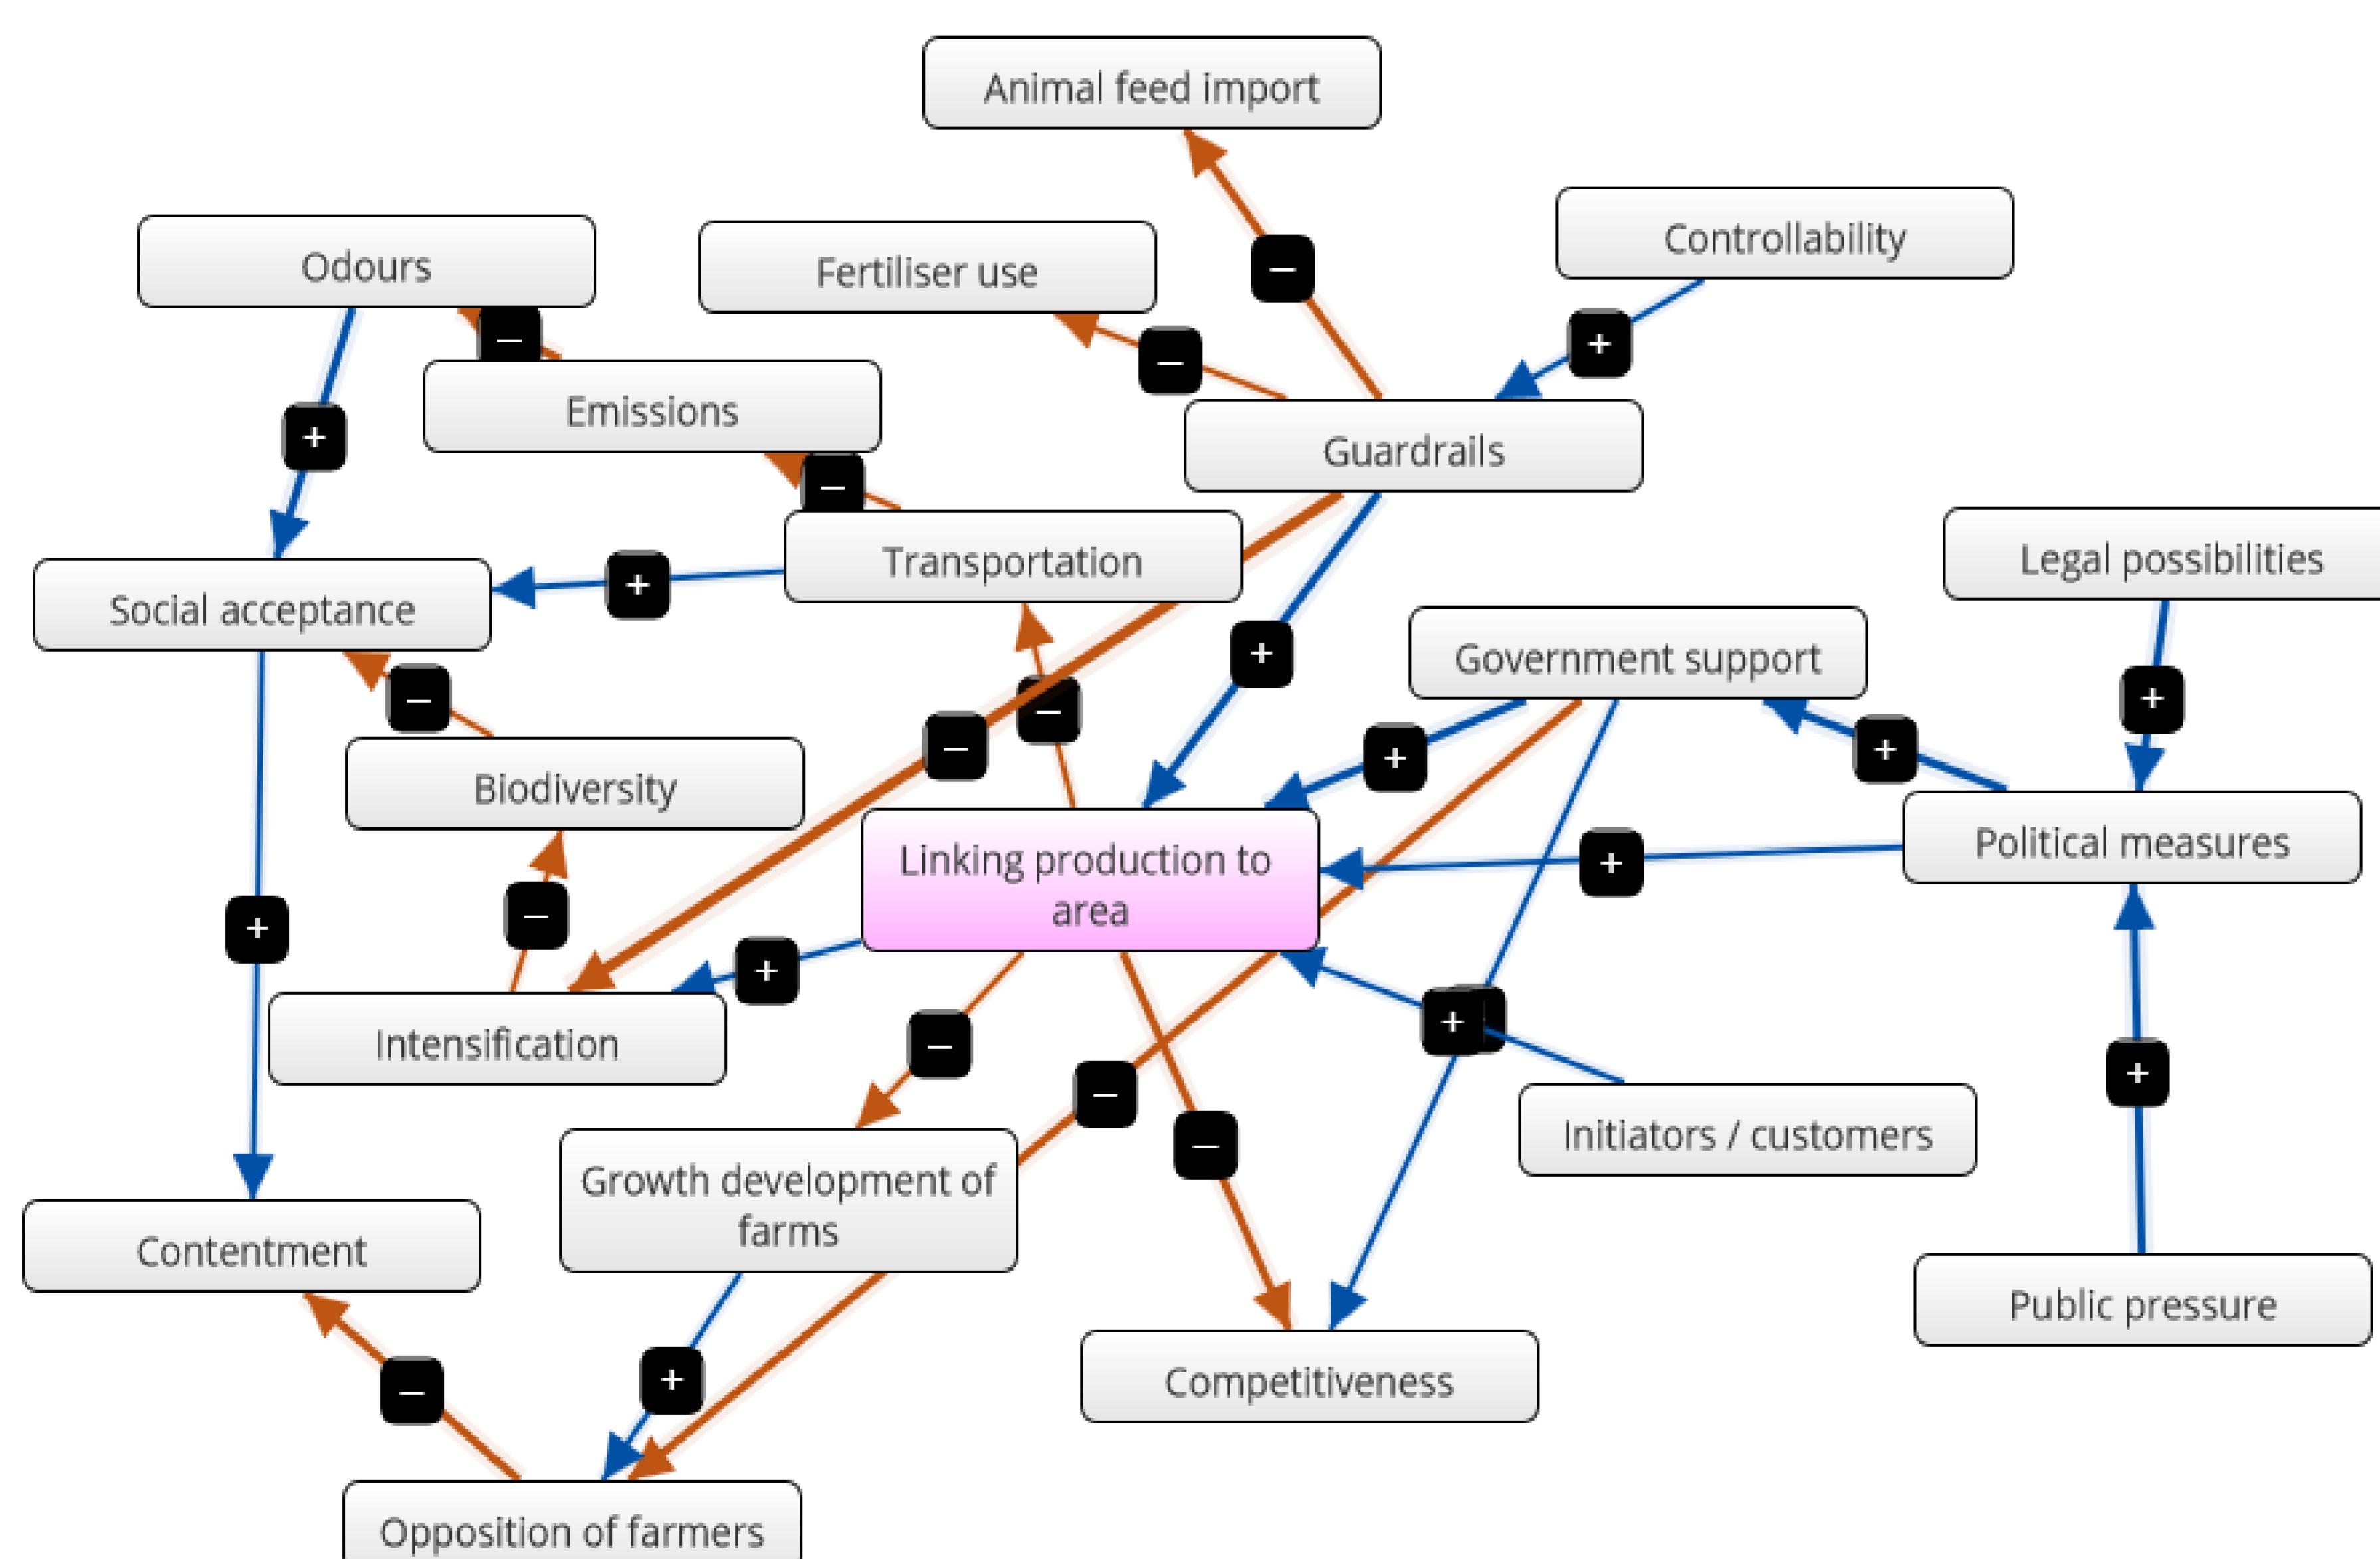 Animal feed import
Controllability
Odours
Fertiliser use
–
–
+
–
Emissions
+
–
Guardrails
–
Transportation
Legal possibilities
+
Social acceptance
+
Government support
–
–
+
–
+
+
Biodiversity
Linking production to
area
Political measures
+
–
+
+
Intensification
–
+
–
+
–
Initiators / customers
Growth development of
farms
Contentment
Public pressure
+
–
Competitiveness
Opposition of farmers